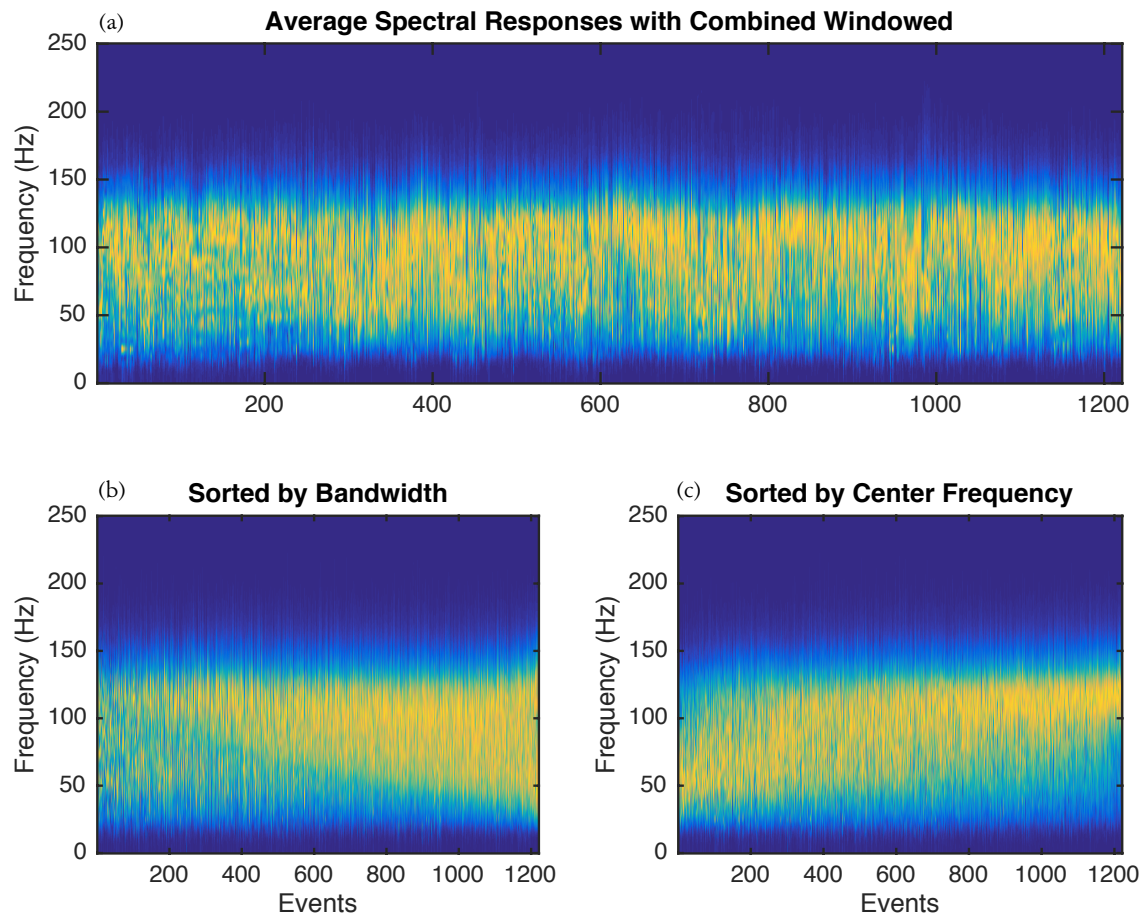 (a) Average Spectral Responses with Combined Windowed
250
200
150
100
50
0
Frequency (Hz)
200 400 600 800 1000 1200
(b) Sorted by Bandwidth
250
200
150
100
50
0
Frequency (Hz)
200 400 600 800 1000 1200
Events
(c) Sorted by Center Frequency
250
200
150
100
50
0
Frequency (Hz)
200 400 600 800 1000 1200
Events